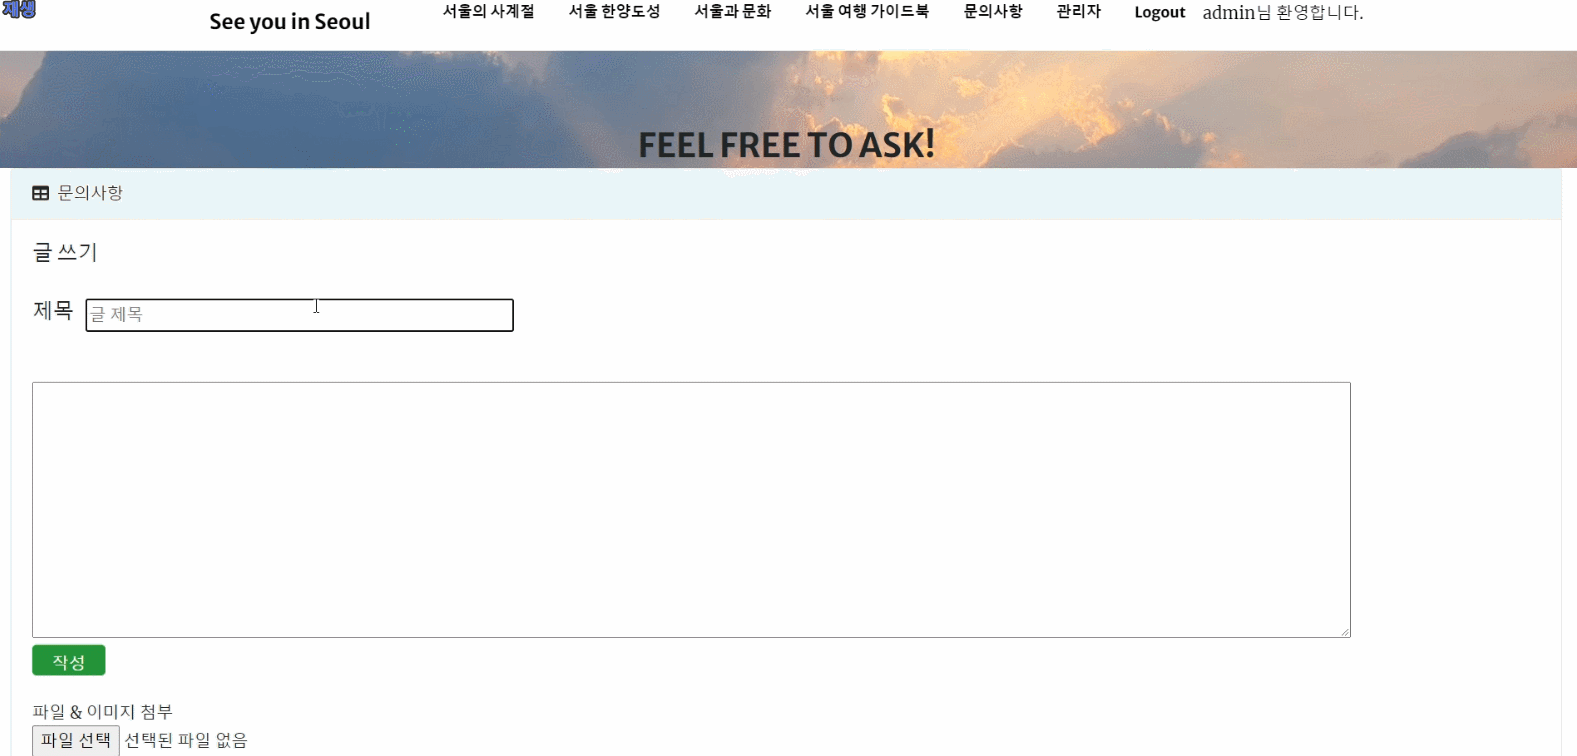 재생
See you in Seoul 서울의 사계절 서울 한양도성 서울과 문화 서울 여행 가이드북 문의사항 관리자 Logout admin님 환영합니다.
FEEL FREE TO ASK!
문의사항
글 쓰기
제목 글 제목
작성
파일 & 이미지 첨부
파일 선택 선택된 파일 없음